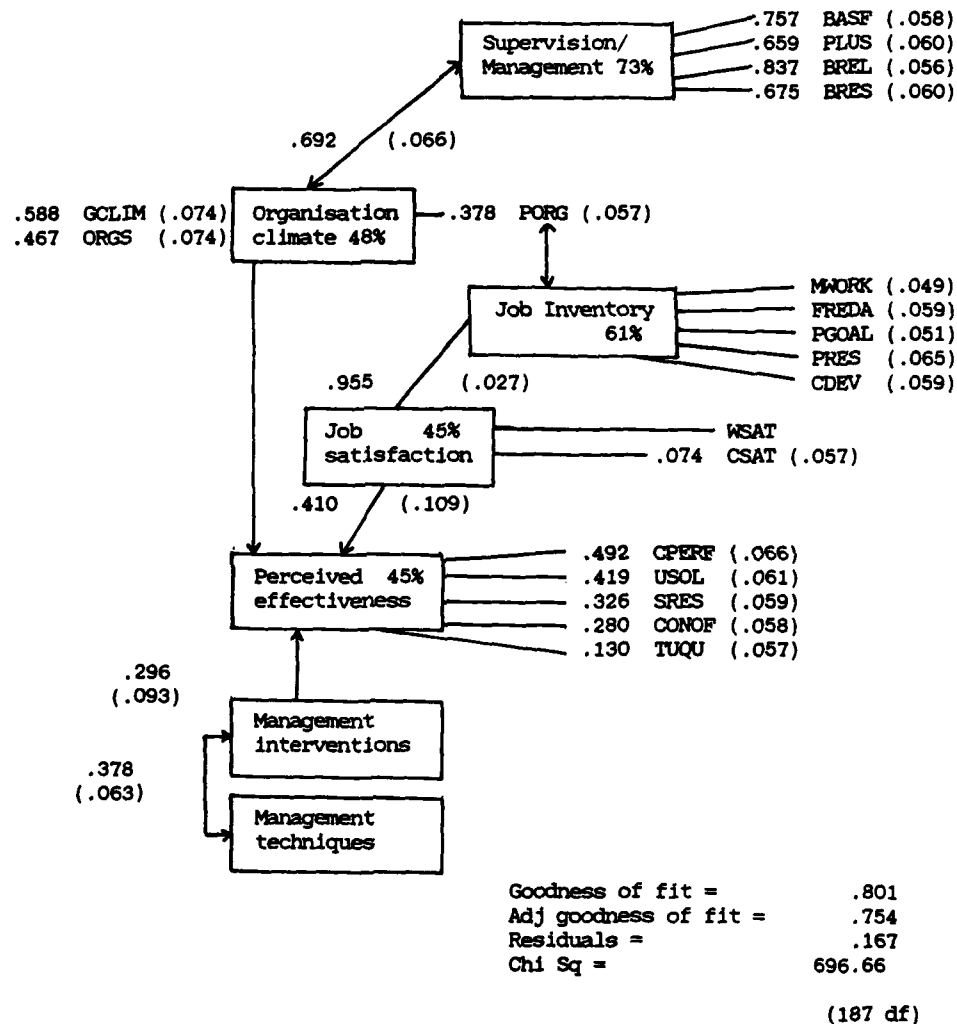 .757 BASF (.058)
Supervision/ .659 PLUS (.060)
Management 73% .837 BREL (.056)
.675 BRES (.060)
.692 (.066)
.588 GCLIM (.074) Organisation .378 PORG (.057)
.467 ORGS (.074) climate 48%
MWORK (.049)
Job Inventory FREDA (.059)
61% PGOAL (.051)
PRES (.065)
.955 (.027) CDEV (.059)
Job 45% WSAT
satisfaction .074 CSAT (.057)
.410 (.109)
.492 CPERF (.066)
Perceived 45% .419 USOL (.061)
effectiveness .326 SRES (.059)
.280 CONOF (.058)
.130 TUQU (.057)
.296
(.093)
Management
interventions
.378
(.063)
Management
techniques
Goodness of fit = .801
Adj goodness of fit = .754
Residuals = .167
Chi Sq = 696.66
(187 df)